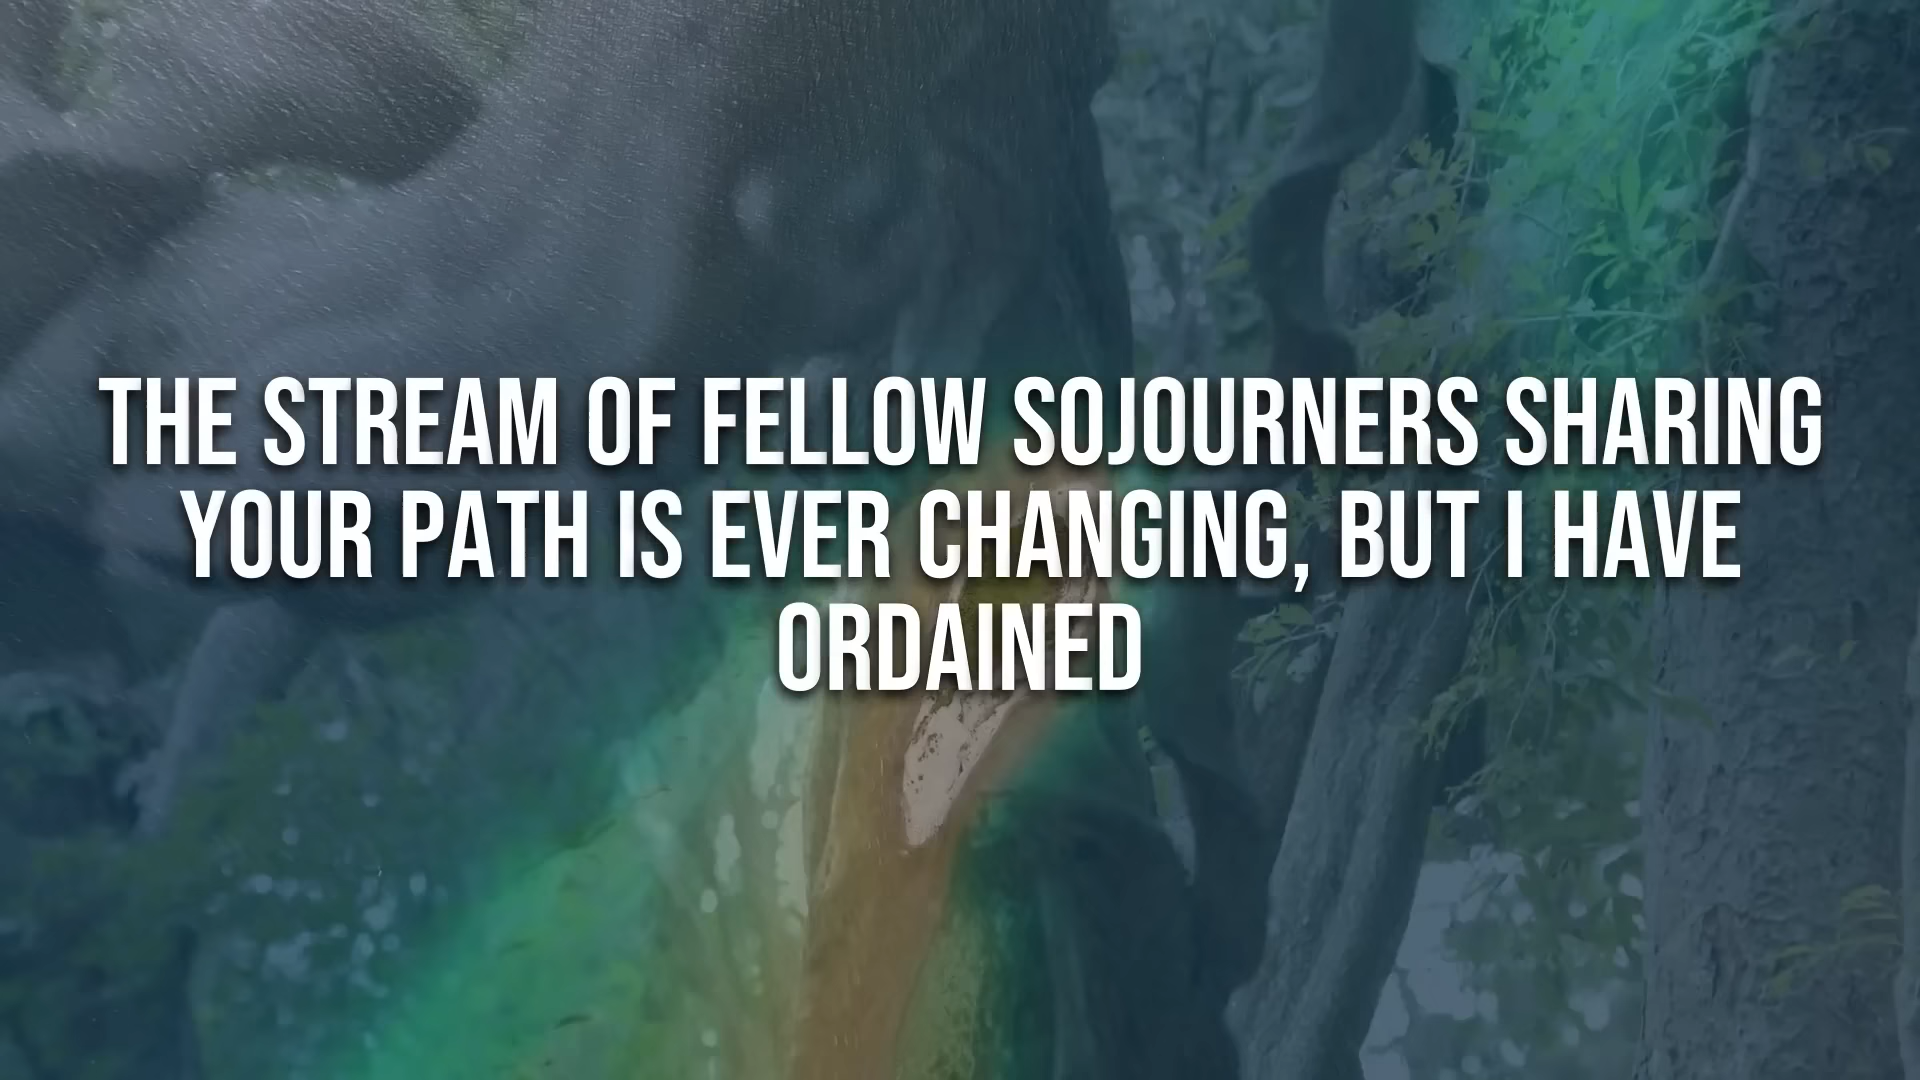 THE STREAM OF FELLOW SOJOURNERS SHARING
YOUR PATH IS EVER CHANGING, BUT I HAVE
ORDAINED